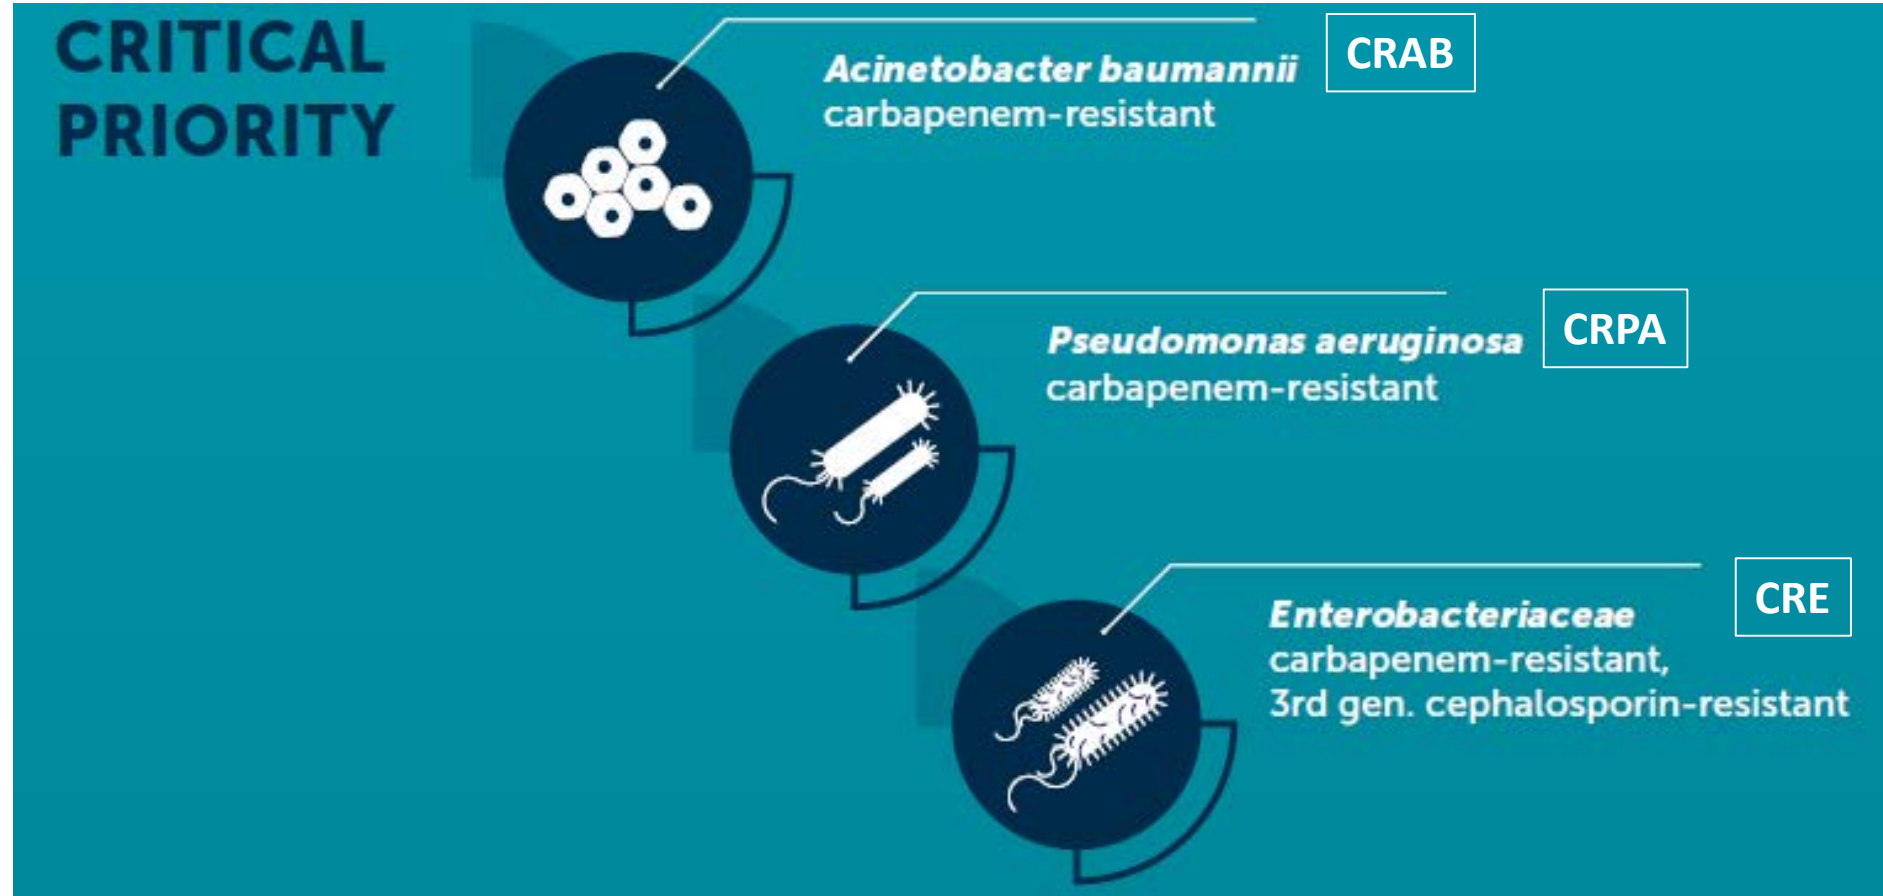 CRITICAL
PRIORITY
Acinetobacter baumannii
carbapenem-resistant
CRAB
Pseudomonas aeruginosa
carbapenem-resistant
CRPA
Enterobacteriaceae
carbapenem-resistant,
3rd gen. cephalosporin-resistant
CRE